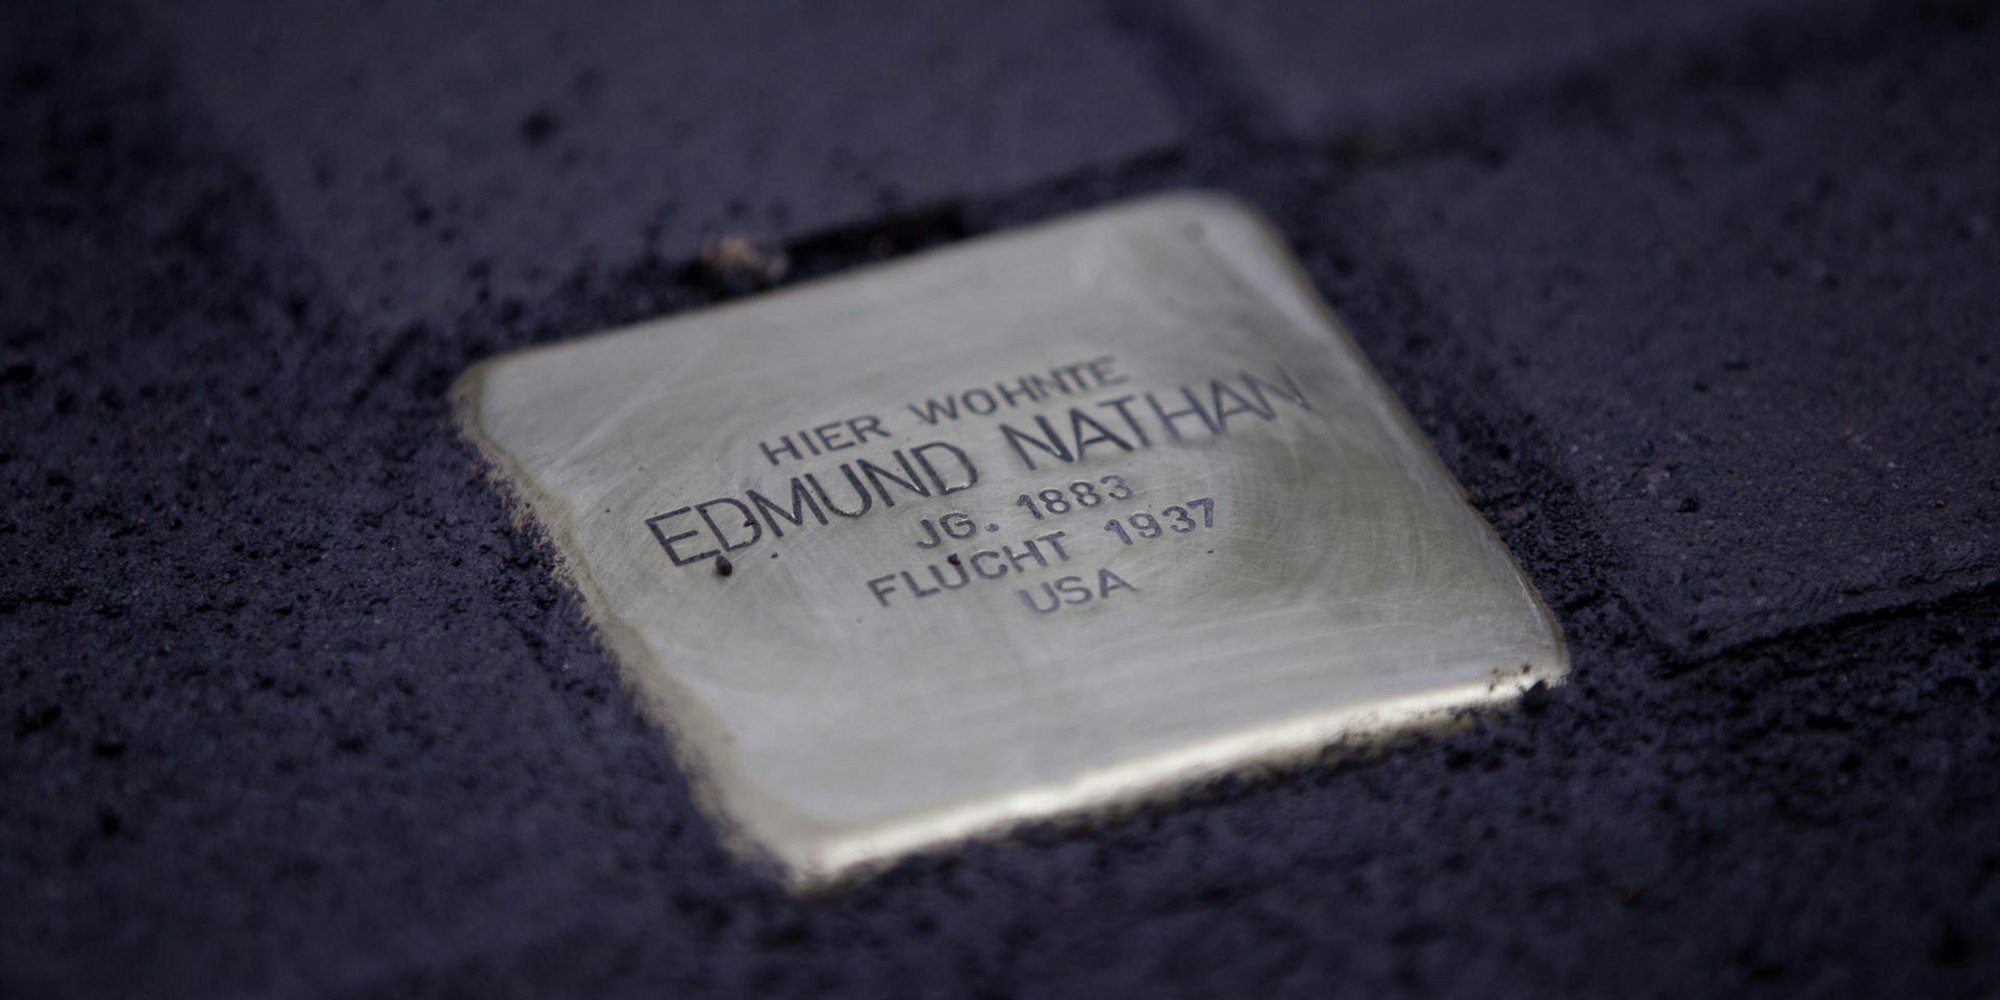 HIER WOHNTE
EDMUND NATHAN
JG. 1883
FLUCHT 1937
USA